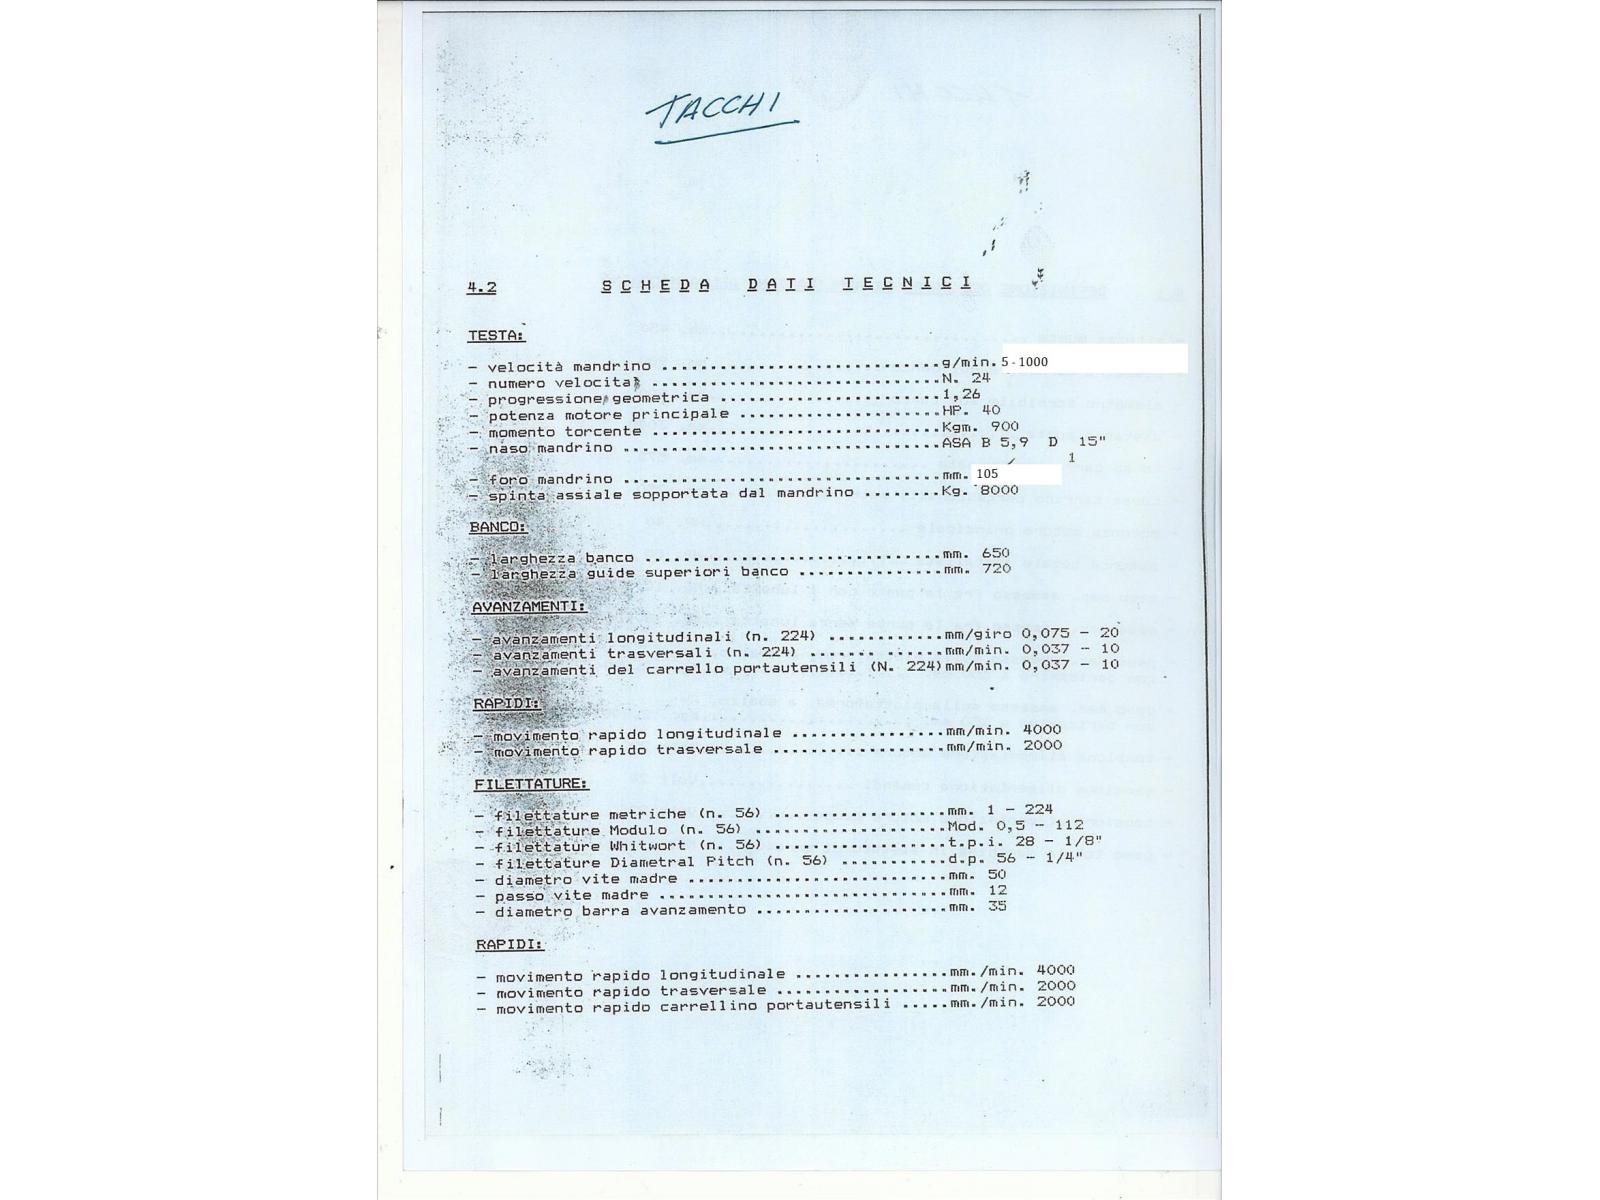 TACCHI
4.2 SCHEDA DATI TECNICI
TESTA:
- velocità mandrino ..............................g/min. 5-1000
- numero velocita ...............................N. 24
- progressione geometrica .........................1,26
- potenza motore principale .......................HP. 40
- momento torcente ................................Kgm. 900
- naso mandrino ...................................ASA B 5,9 D 15"
1
- foro mandrino ...................................mm. 105
- spinta assiale sopportata dal mandrino ........Kg. 8000
BANCO:
- larghezza banco .................................mm. 650
- larghezza guide superiori banco ...............mm. 720
AVANZAMENTI:
- avanzamenti longitudinali (n. 224) ............mm/giro 0,075 - 20
- avanzamenti trasversali (n. 224) ....... ......mm/min. 0,037 - 10
- avanzamenti del carrello portautensili (N. 224)mm/min. 0,037 - 10
RAPIDI:
- movimento rapido longitudinale ................mm/min. 4000
- movimento rapido trasversale ..................mm/min. 2000
FILETTATURE:
- filettature metriche (n. 56) ..................mm. 1 - 224
- filettature Modulo (n. 56) ....................Mod. 0,5 - 112
- filettature Whitwort (n. 56) ..................t.p.i. 28 - 1/8"
- filettature Diametral Pitch (n. 56) ...........d.p. 56 - 1/4"
- diametro vite madre ...........................mm. 50
- passo vite madre ..............................mm. 12
- diametro barra avanzamento ....................mm. 35
RAPIDI:
- movimento rapido longitudinale ................mm./min. 4000
- movimento rapido trasversale ..................mm./min. 2000
- movimento rapido carrellino portautensili .....mm./min. 2000